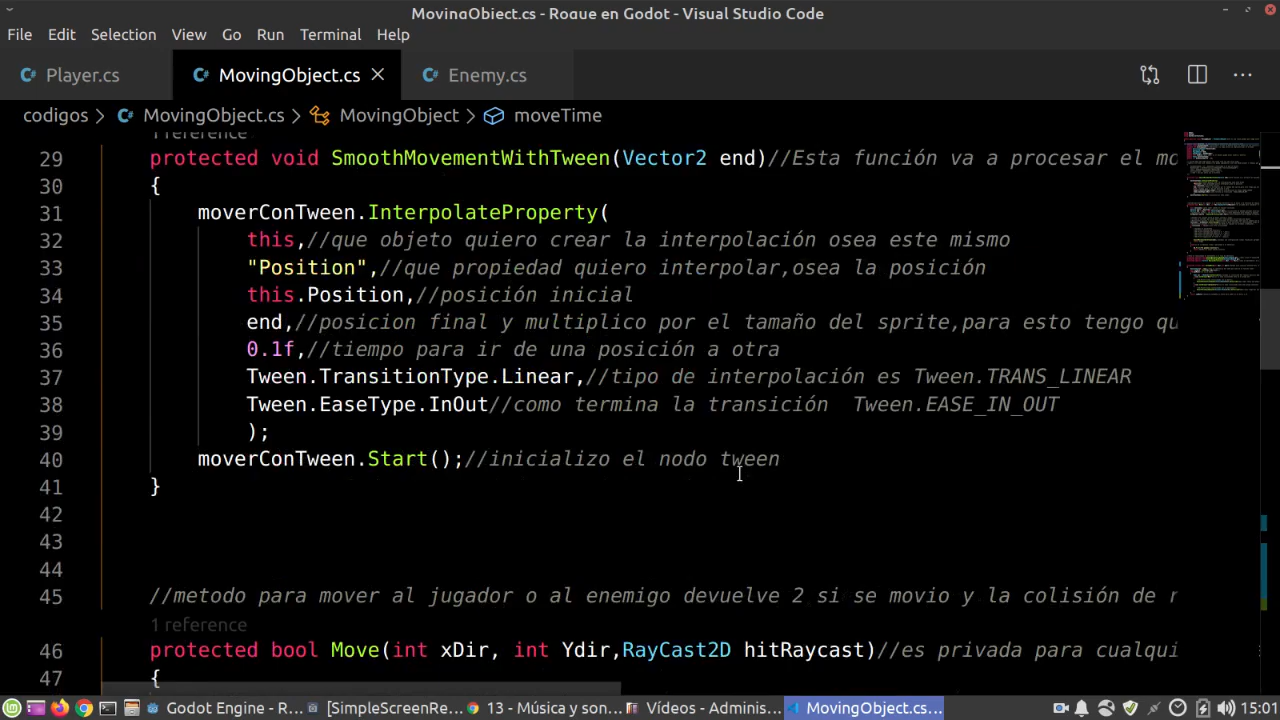 MovingObject.cs - Rogue en Godot - Visual Studio Code
File Edit Selection View Go Run Terminal Help
Player.cs MovingObject.cs Enemy.cs
codigos > MovingObject.cs > MovingObject > moveTime
1 reference
29 protected void SmoothMovementWithTween(Vector2 end)//Esta función va a procesar el mo
30 {
31 moverConTween.InterpolateProperty(
32 this,//que objeto quiero crear la interpolación osea este mismo
33 "Position",//que propiedad quiero interpolar,osea la posición
34 this.Position,//posicion inicial
35 end,//posicion final y multiplico por el tamaño del sprite,para esto tengo qu
36 0.1f,//tiempo para ir de una posición a otra
37 Tween.TransitionType.Linear,//tipo de interpolación es Tween.TRANS_LINEAR
38 Tween.EaseType.InOut//como termina la transición Tween.EASE_IN_OUT
39 );
40 moverConTween.Start();//inicializo el nodo tween
41 }
42
43
44
45 //metodo para mover al jugador o al enemigo devuelve 2 si se movio y la colisión de r
1 reference
46 protected bool Move(int xDir, int Ydir,RayCast2D hitRaycast)//es privada para cualqui
47 {
Godot Engine - R... [SimpleScreenRe... 13 - Música y son... Vídeos - Adminis... MovingObject.cs... 15:01